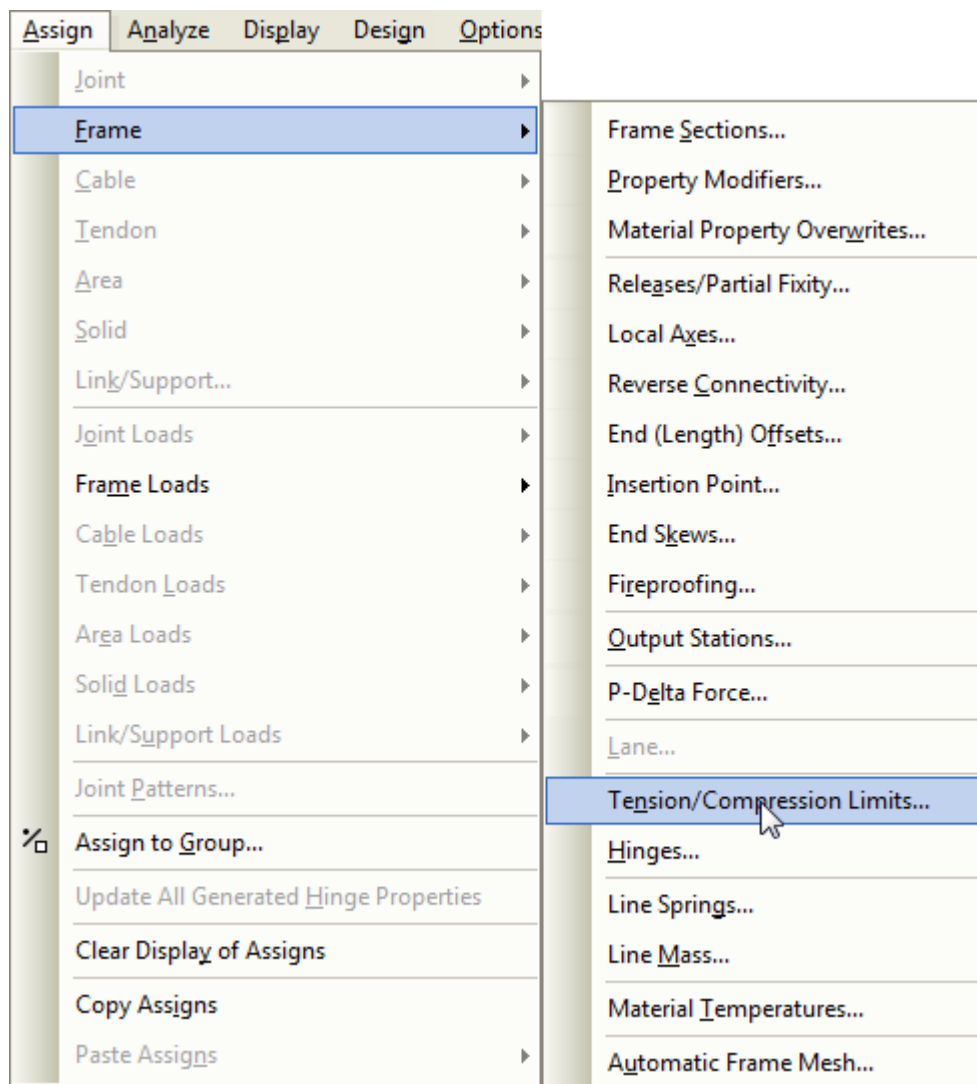 Assign Analyze Display Design Options
Joint
Frame
Cable
Tendon
Area
Solid
Link/Support...
Joint Loads
Frame Loads
Cable Loads
Tendon Loads
Area Loads
Solid Loads
Link/Support Loads
Joint Patterns...
Assign to Group...
Update All Generated Hinge Properties
Clear Display of Assigns
Copy Assigns
Paste Assigns
Frame Sections...
Property Modifiers...
Material Property Overwrites...
Releases/Partial Fixity...
Local Axes...
Reverse Connectivity...
End (Length) Offsets...
Insertion Point...
End Skews...
Fireproofing...
Output Stations...
P-Delta Force...
Lane...
Tension/Compression Limits...
Hinges...
Line Springs...
Line Mass...
Material Temperatures...
Automatic Frame Mesh...